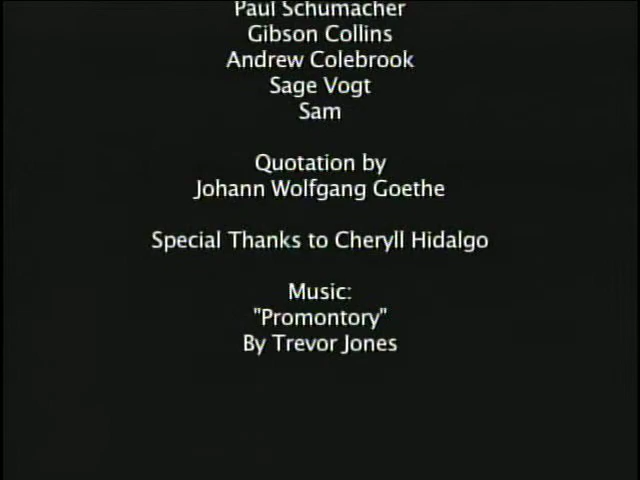 Paul Schumacher
Gibson Collins
Andrew Colebrook
Sage Vogt
Sam
Quotation by
Johann Wolfgang Goethe
Special Thanks to Cheryll Hidalgo
Music:
"Promontory"
By Trevor Jones